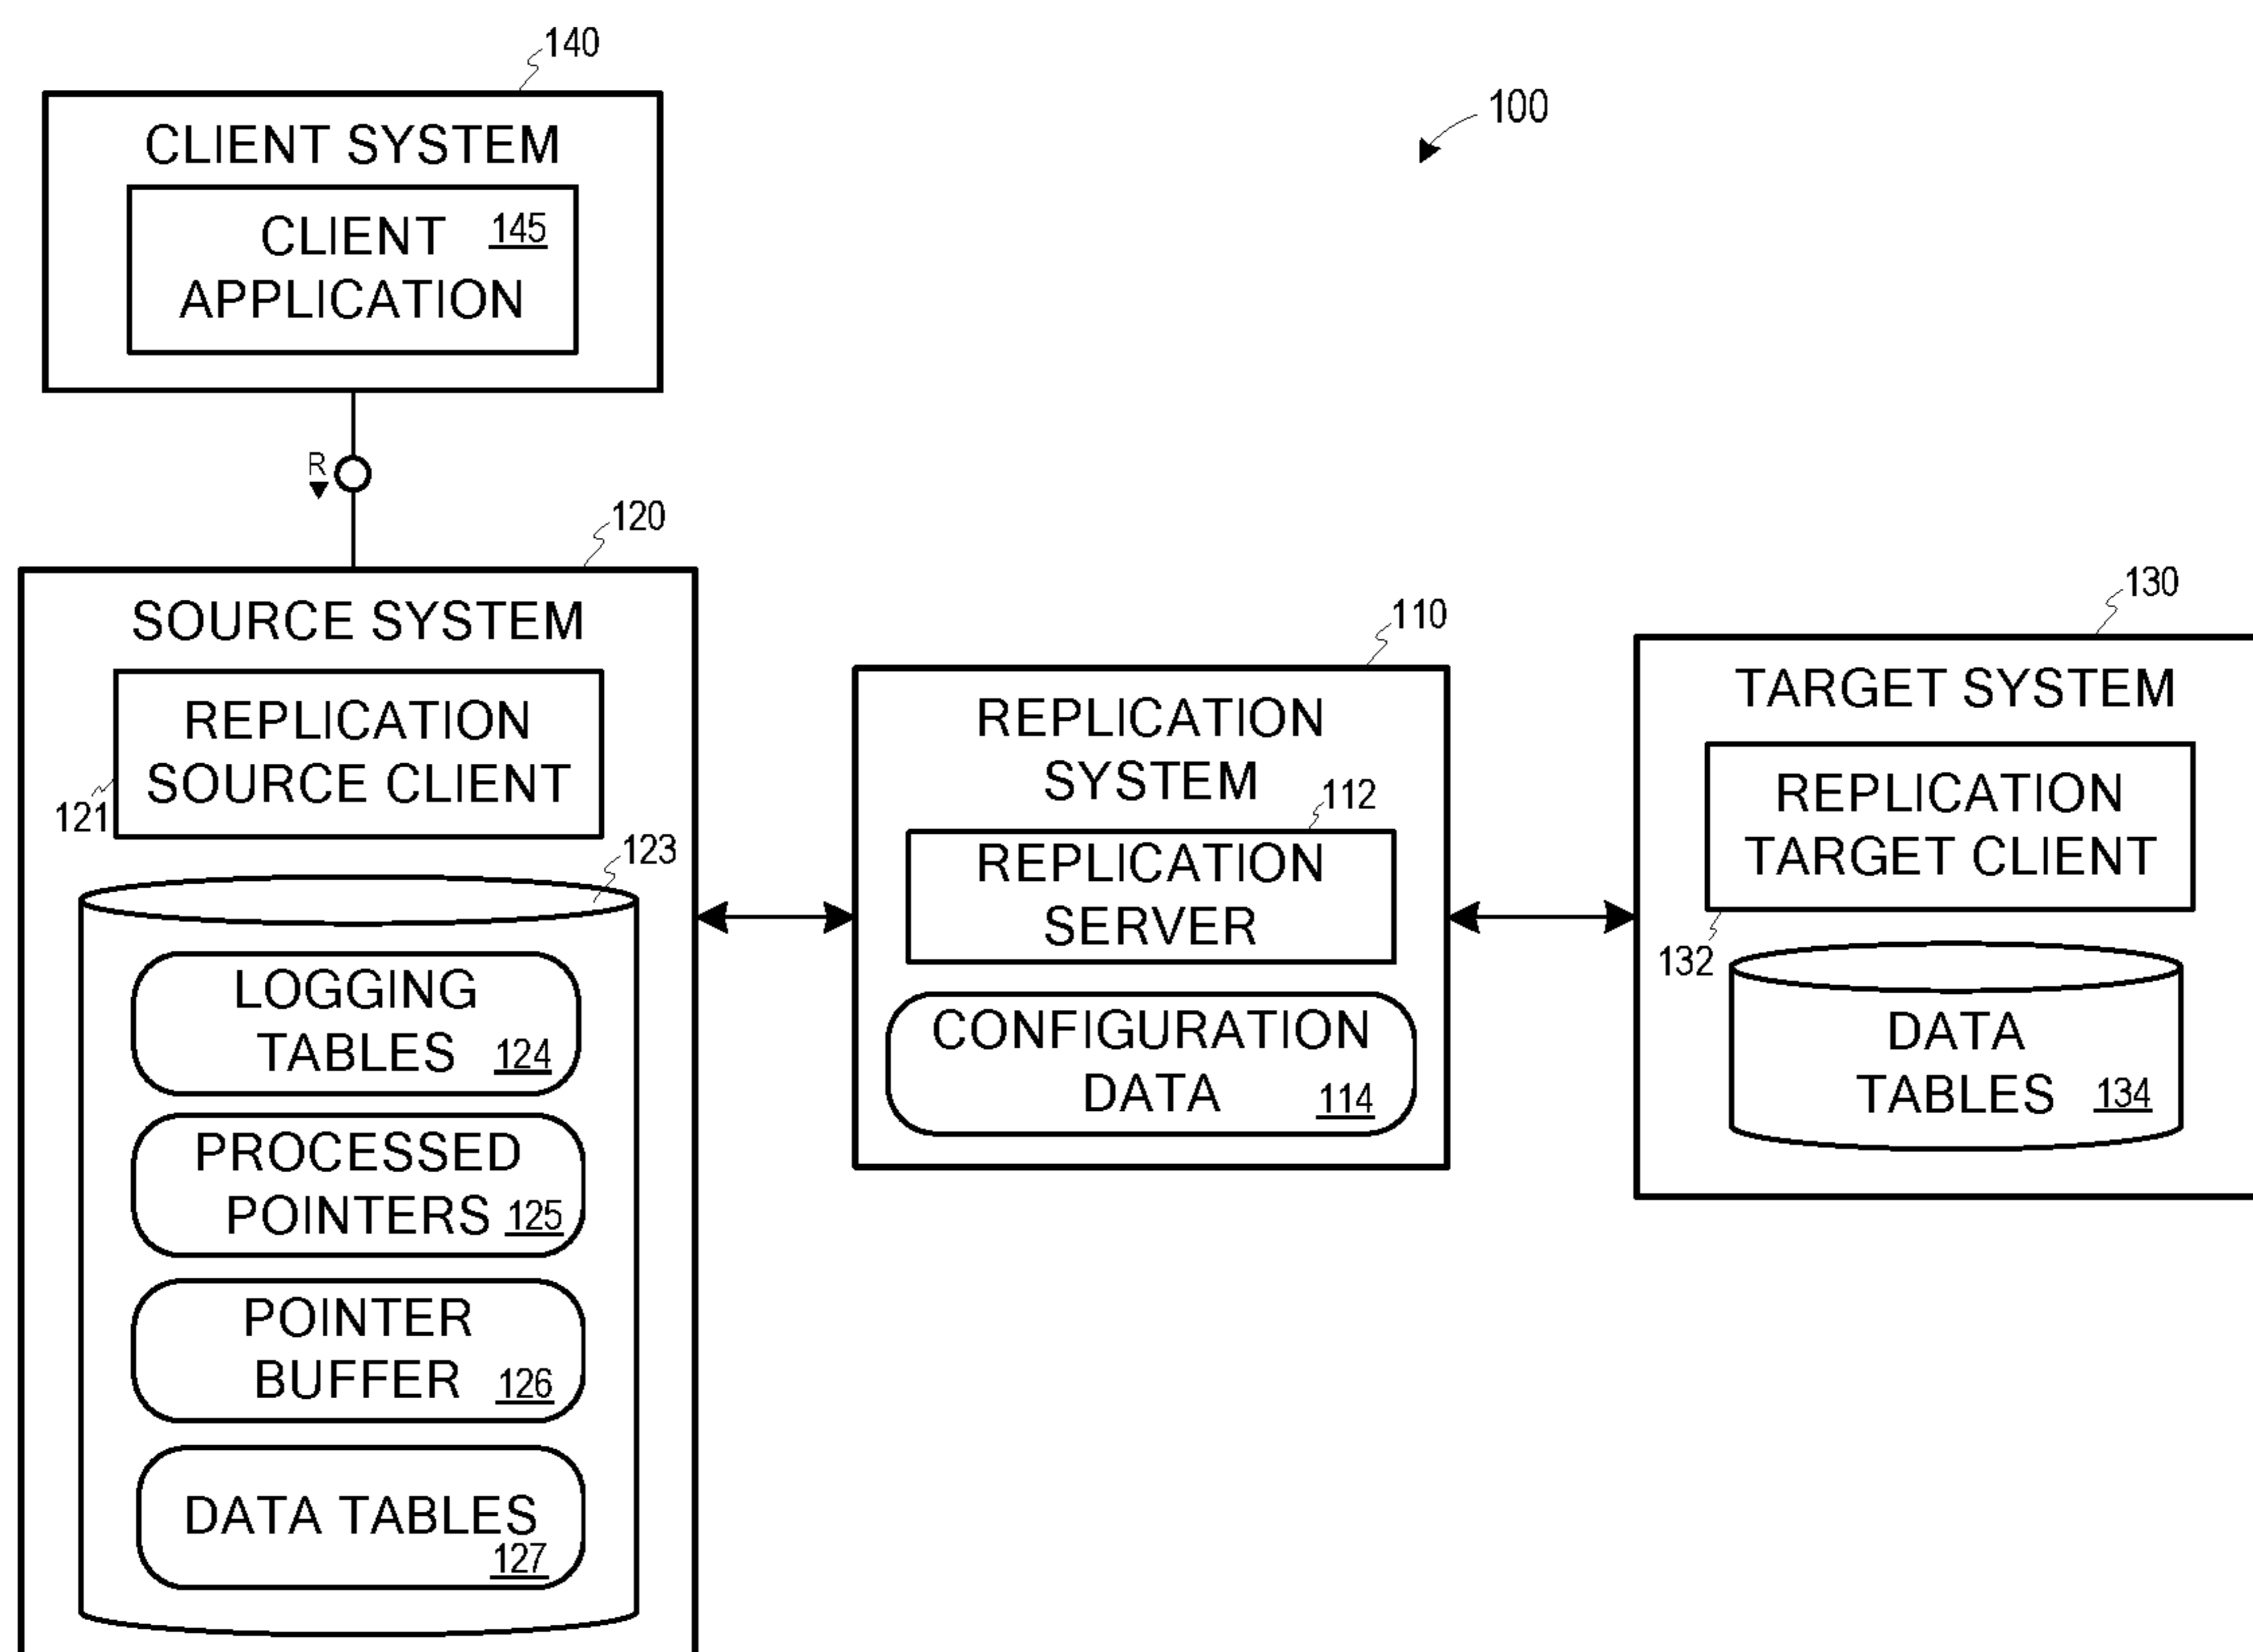 140
100
CLIENT SYSTEM
CLIENT 145
APPLICATION
R
120
SOURCE SYSTEM
REPLICATION
SOURCE CLIENT
121
123
LOGGING
TABLES 124
PROCESSED
POINTERS 125
POINTER
BUFFER 126
DATA TABLES
127
110
REPLICATION
SYSTEM
112
REPLICATION
SERVER
CONFIGURATION
DATA 114
130
TARGET SYSTEM
REPLICATION
TARGET CLIENT
132
DATA
TABLES 134